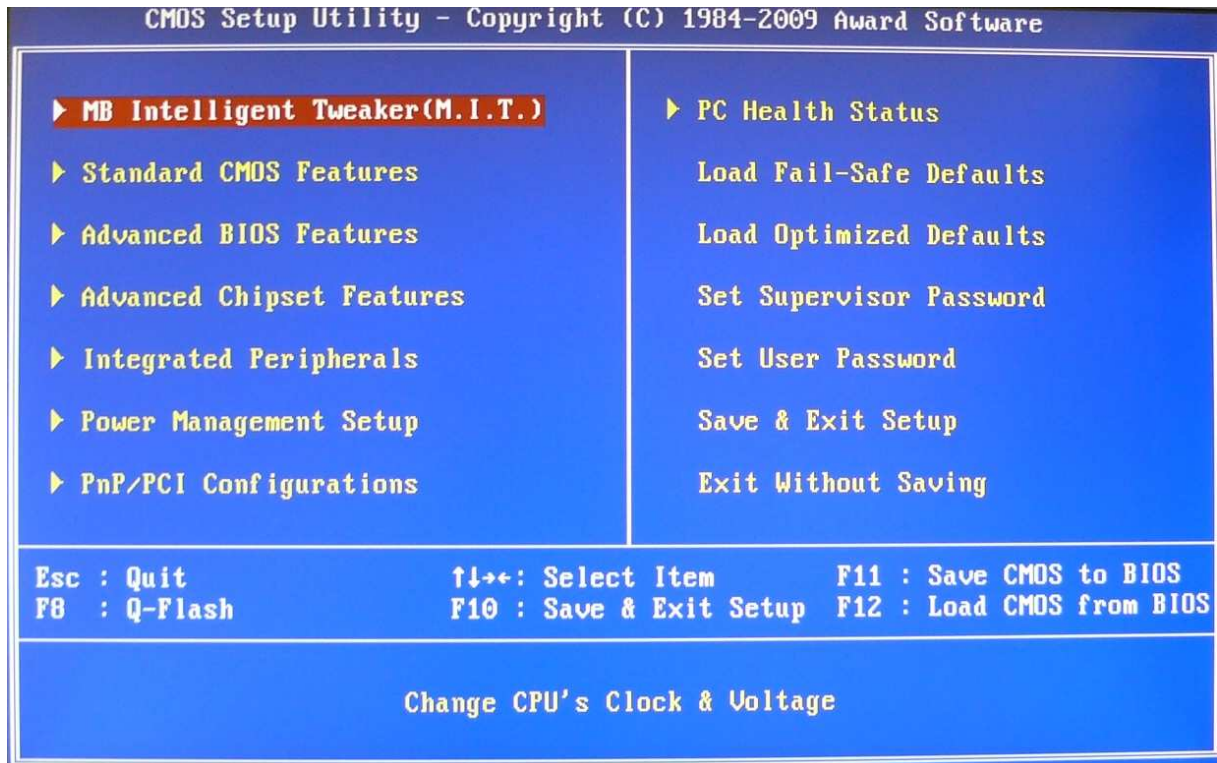 CMOS Setup Utility - Copyright (C) 1984-2009 Award Software
▶ MB Intelligent Tweaker(M.I.T.)
▶ Standard CMOS Features
▶ Advanced BIOS Features
▶ Advanced Chipset Features
▶ Integrated Peripherals
▶ Power Management Setup
▶ PnP/PCI Configurations
▶ PC Health Status
Load Fail-Safe Defaults
Load Optimized Defaults
Set Supervisor Password
Set User Password
Save & Exit Setup
Exit Without Saving
Esc : Quit
↑↓→←: Select Item
F11 : Save CMOS to BIOS
F8 : Q-Flash
F10 : Save & Exit Setup
F12 : Load CMOS from BIOS
Change CPU's Clock & Voltage